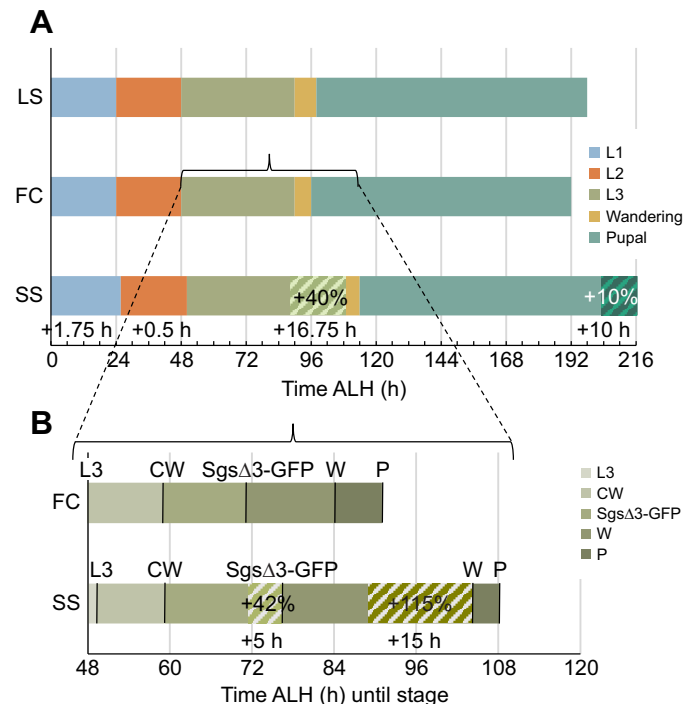 A
LS
FC
SS
L1
L2
L3
Wandering
Pupal
+40%
+10%
+1.75 h +0.5 h +16.75 h +10 h
0 24 48 72 96 120 144 168 192 216
Time ALH (h)
B
L3 CW SgsΔ3-GFP W P
FC
L3 CW SgsΔ3-GFP W P
SS
+42% +115%
+5 h +15 h
L3
CW
SgsΔ3-GFP
W
P
48 60 72 84 96 108 120
Time ALH (h) until stage